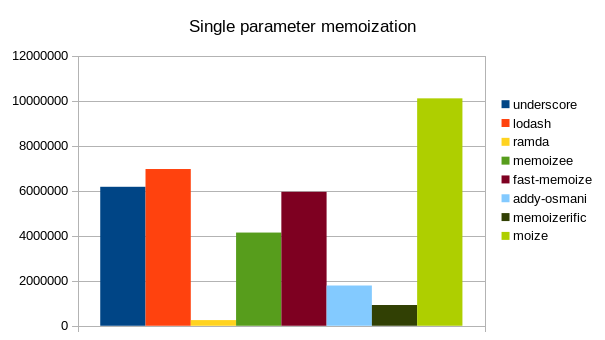 Single parameter memoization
12000000
10000000
8000000
6000000
4000000
2000000
0
underscore
lodash
ramda
memoizee
fast-memoize
addy-osmani
memoizerific
moize